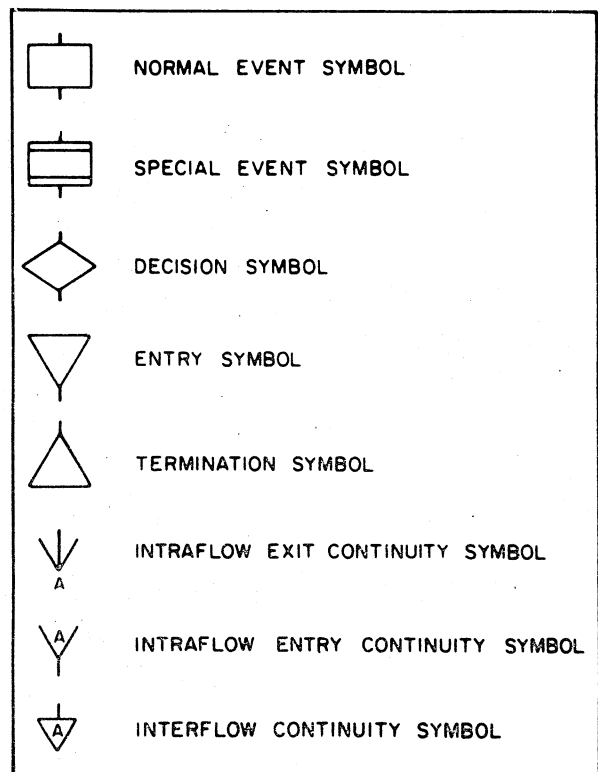 NORMAL EVENT SYMBOL
SPECIAL EVENT SYMBOL
DECISION SYMBOL
ENTRY SYMBOL
TERMINATION SYMBOL
INTRAFLOW EXIT CONTINUITY SYMBOL
A
A
INTRAFLOW ENTRY CONTINUITY SYMBOL
A
INTERFLOW CONTINUITY SYMBOL